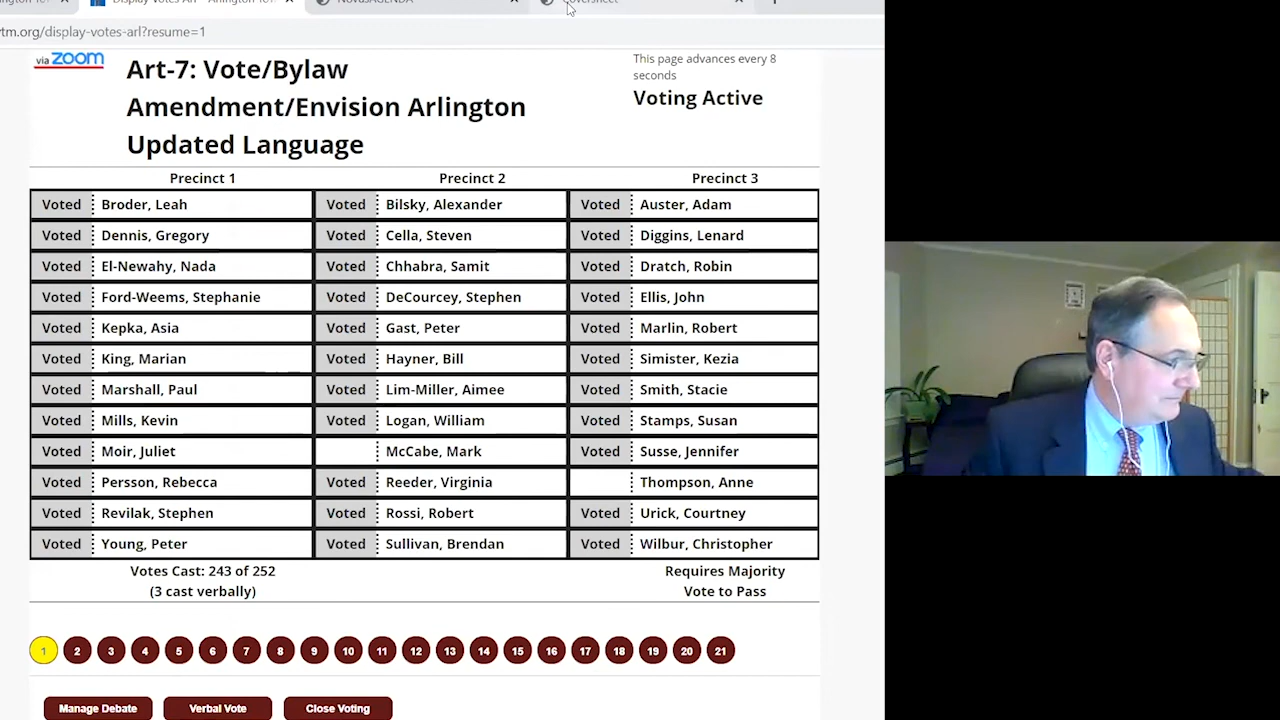 Display Votes Arl - Arlington
NovusAGENDA
Coversheet
tm.org/display-votes-arl?resume=1
via zoom
Art-7: Vote/Bylaw
Amendment/Envision Arlington
Updated Language
This page advances every 8
seconds
Voting Active
Precinct 1 Precinct 2 Precinct 3
Voted Broder, Leah Voted Bilsky, Alexander Voted Auster, Adam
Voted Dennis, Gregory Voted Cella, Steven Voted Diggins, Lenard
Voted El-Newahy, Nada Voted Chhabra, Samit Voted Dratch, Robin
Voted Ford-Weems, Stephanie Voted DeCourcey, Stephen Voted Ellis, John
Voted Kepka, Asia Voted Gast, Peter Voted Marlin, Robert
Voted King, Marian Voted Hayner, Bill Voted Simister, Kezia
Voted Marshall, Paul Voted Lim-Miller, Aimee Voted Smith, Stacie
Voted Mills, Kevin Voted Logan, William Voted Stamps, Susan
Voted Moir, Juliet McCabe, Mark Voted Susse, Jennifer
Voted Persson, Rebecca Voted Reeder, Virginia Thompson, Anne
Voted Revilak, Stephen Voted Rossi, Robert Voted Urick, Courtney
Voted Young, Peter Voted Sullivan, Brendan Voted Wilbur, Christopher
Votes Cast: 243 of 252
(3 cast verbally)
Requires Majority
Vote to Pass
1 2 3 4 5 6 7 8 9 10 11 12 13 14 15 16 17 18 19 20 21
Manage Debate Verbal Vote Close Voting